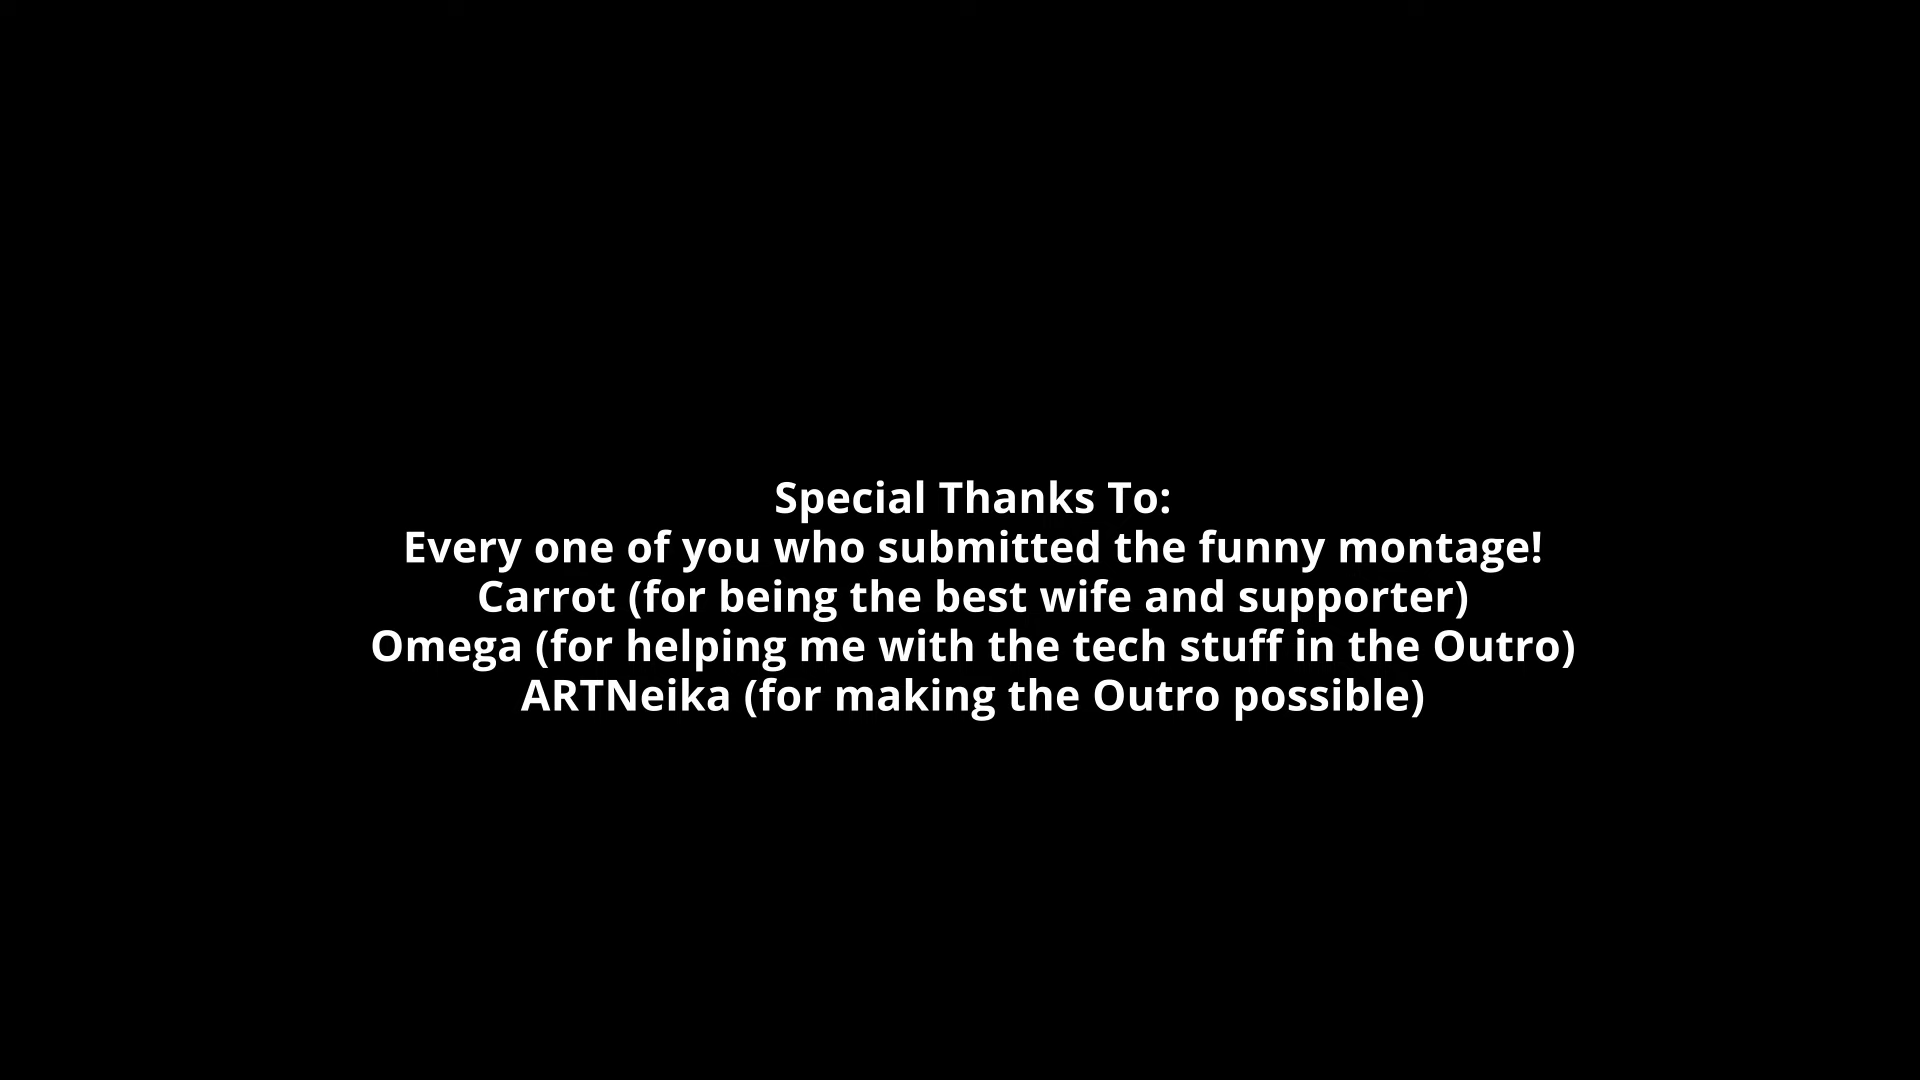 Special Thanks To:
Every one of you who submitted the funny montage!
Carrot (for being the best wife and supporter)
Omega (for helping me with the tech stuff in the Outro)
ARTNeika (for making the Outro possible)